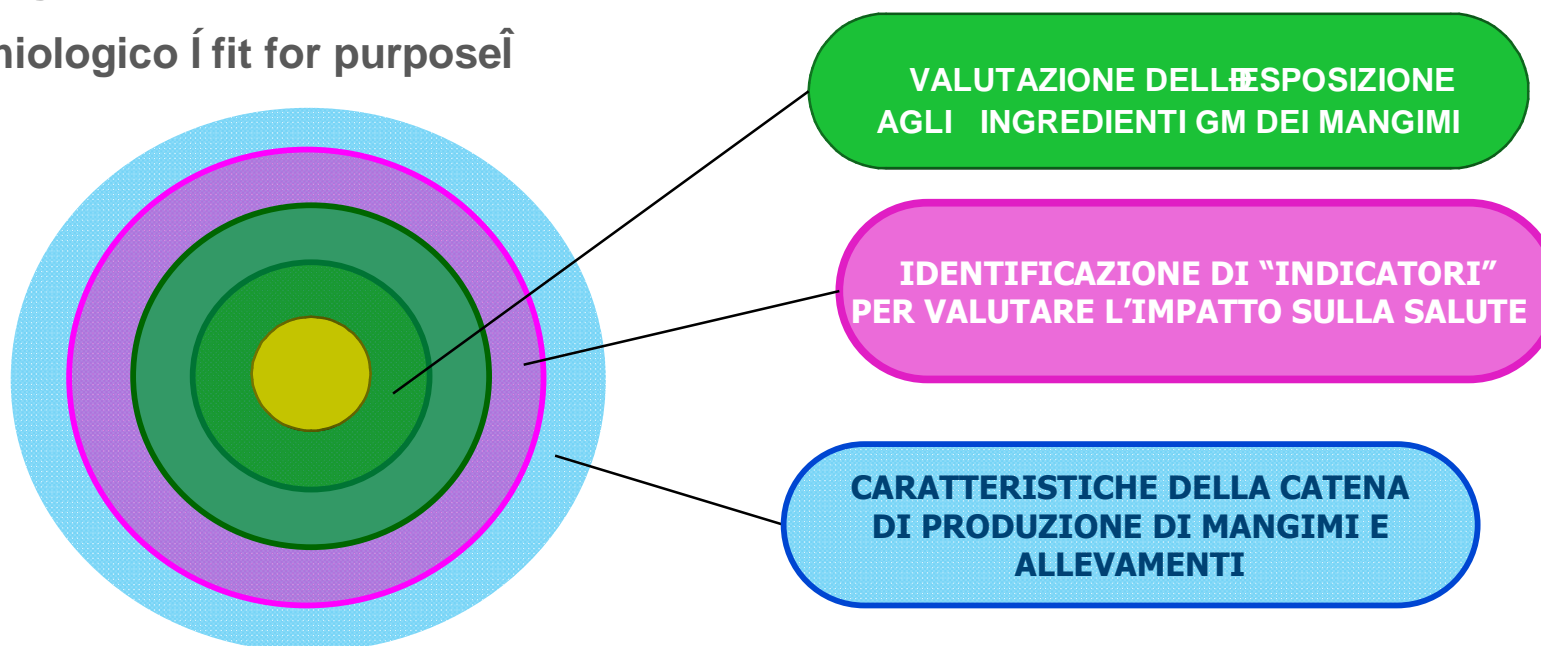 miologico Í fit for purposeÎ
VALUTAZIONE DELL'ESPOSIZIONE
AGLI INGREDIENTI GM DEI MANGIMI
IDENTIFICAZIONE DI “INDICATORI”
PER VALUTARE L’IMPATTO SULLA SALUTE
CARATTERISTICHE DELLA CATENA
DI PRODUZIONE DI MANGIMI E
ALLEVAMENTI